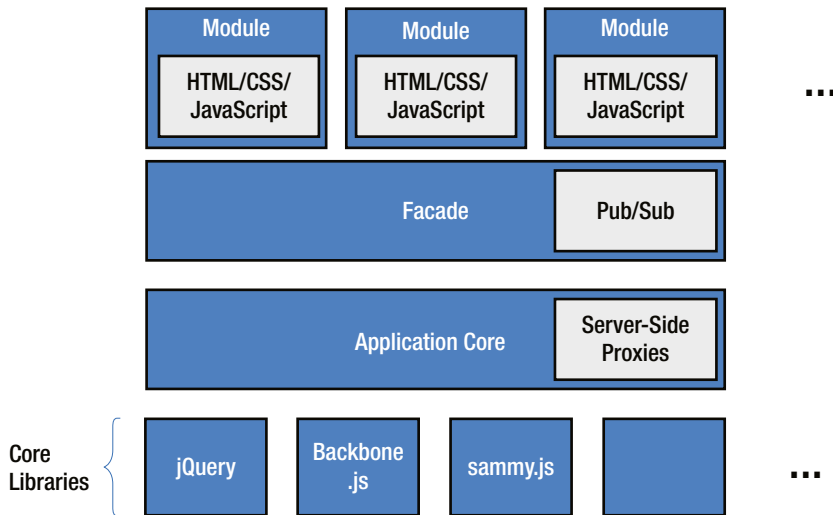 Module
Module
Module
HTML/CSS/
JavaScript
HTML/CSS/
JavaScript
HTML/CSS/
JavaScript
...
Facade
Pub/Sub
Application Core
Server-Side
Proxies
Core
Libraries
jQuery
Backbone
.js
sammy.js
...